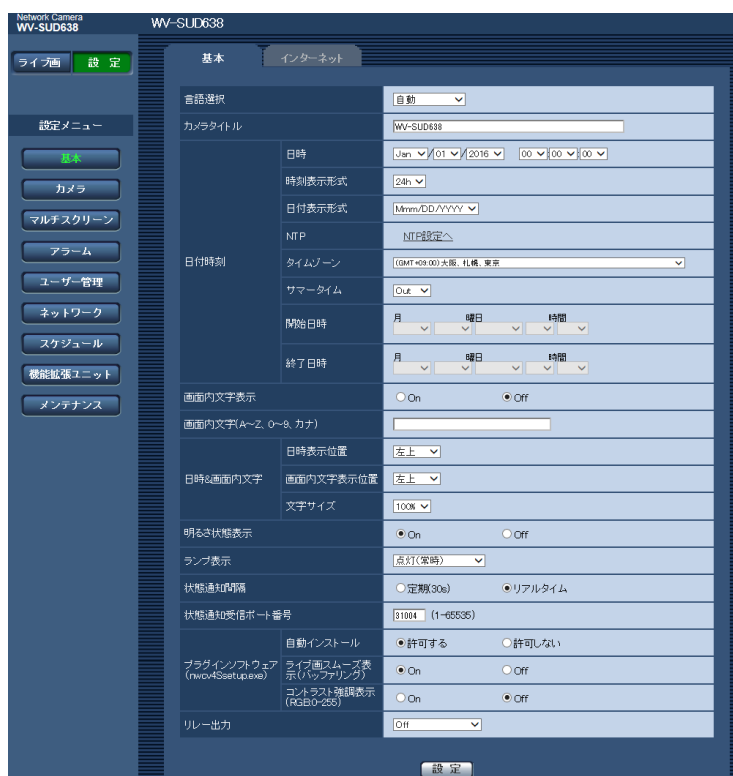 Network Camera
WV-SUD638
WV-SUD638
ライブ画 設 定
基本 インターネット
設定メニュー
基本
カメラ
マルチスクリーン
アラーム
ユーザー管理
ネットワーク
スケジュール
機能拡張ユニット
メンテナンス
言語選択 自動
カメラタイトル WV-SUD638
日付時刻
日時 Jan / 01 / 2016 00 : 00 : 00
時刻表示形式 24h
日付表示形式 Mmm/DD/YYYY
NTP NTP設定へ
タイムゾーン (GMT+09:00)大阪、札幌、東京
サマータイム Out
開始日時 月 曜日 時間
終了日時 月 曜日 時間
画面内文字表示 On Off
画面内文字(A~Z、0~9、カナ)
日時&画面内文字
日時表示位置 左上
画面内文字表示位置 左上
文字サイズ 100%
明るさ状態表示 On Off
ランプ表示 点灯(常時)
状態通知間隔 定期(30s) リアルタイム
状態通知受信ポート番号 31004 (1-65535)
プラグインソフトウェア
(nwcv4Ssetup.exe)
自動インストール 許可する 許可しない
ライブ画スムーズ表
示(バッファリング) On Off
コントラスト強調表示
(RGB:0-255) On Off
リレー出力 Off
設 定